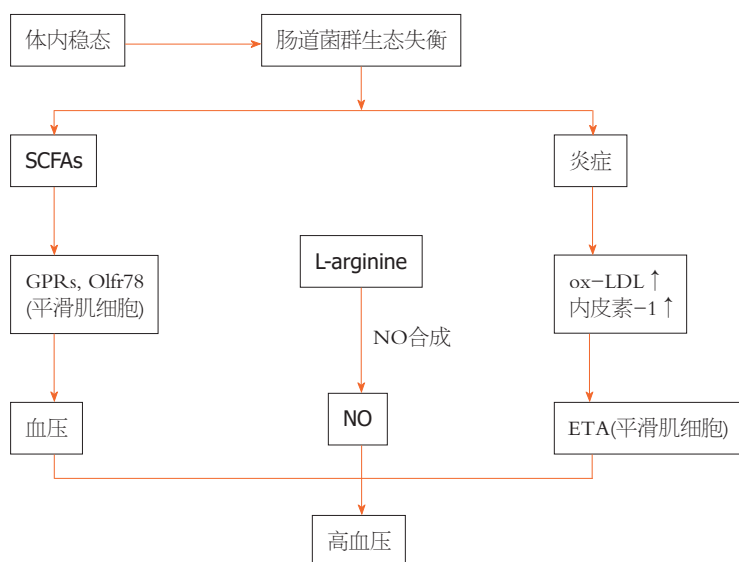 体内稳态
肠道菌群生态失衡
SCFAs
炎症
L-arginine
GPRs, Olfr78
(平滑肌细胞)
ox-LDL↑
内皮素-1↑
NO合成
血压
NO
ETA(平滑肌细胞)
高血压